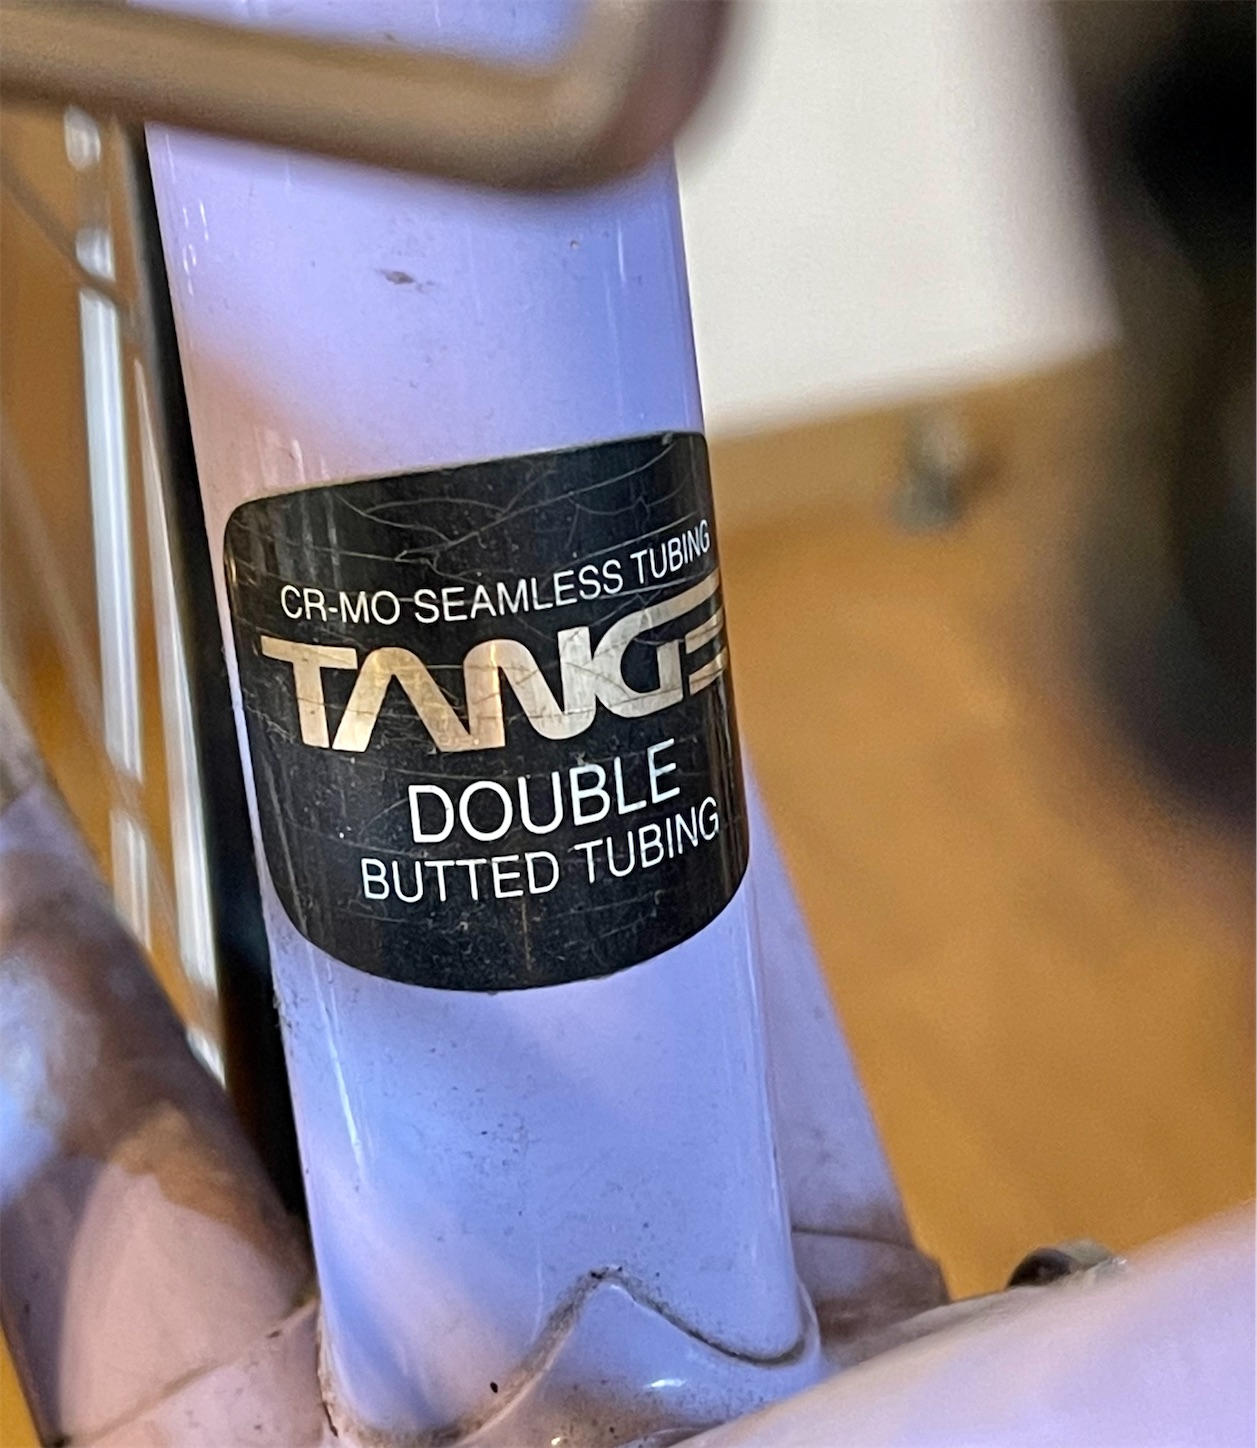 CR-MO SEAMLESS TUBING
TANGE
DOUBLE
BUTTED TUBING